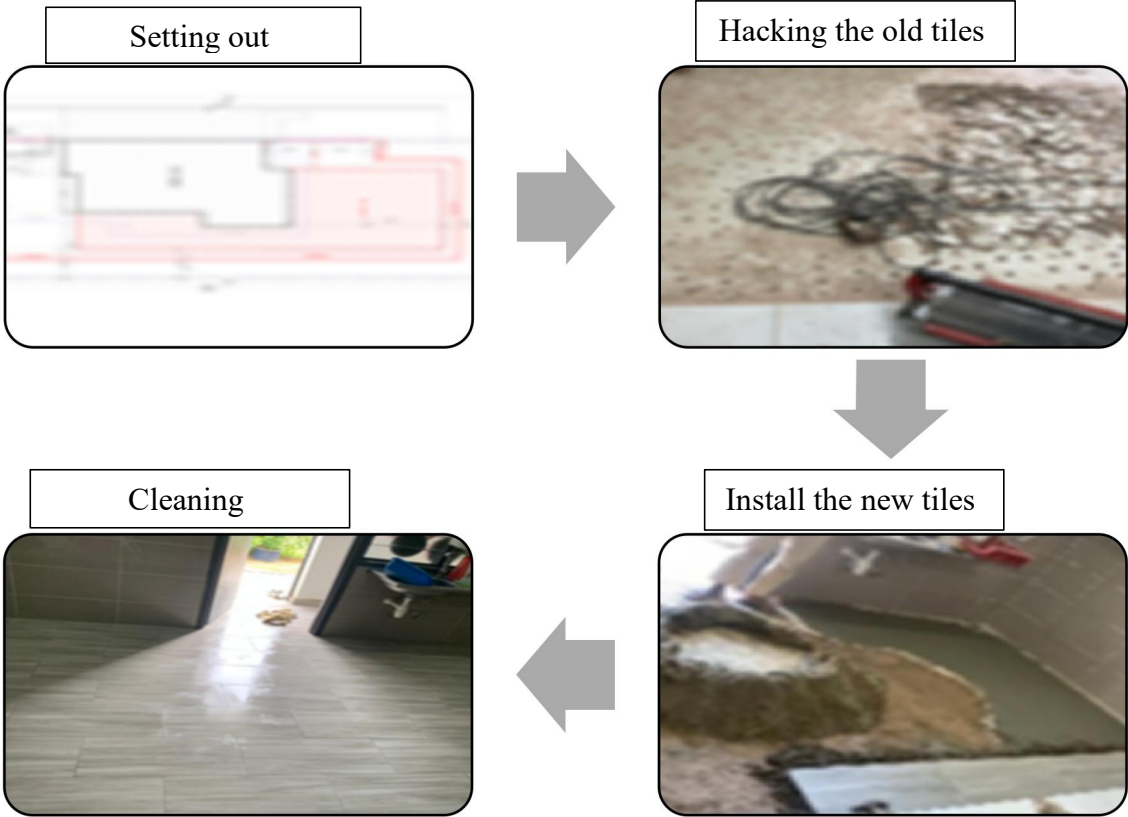 Setting out
Hacking the old tiles
Install the new tiles
Cleaning